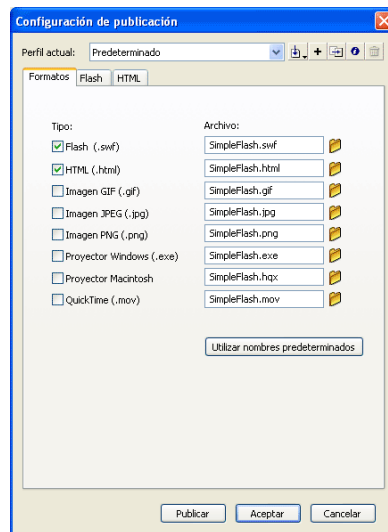 Configuración de publicación
Perfil actual: Predeterminado
Formatos Flash HTML
Tipo: Archivo:
Flash (.swf) SimpleFlash.swf
HTML (.html) SimpleFlash.html
Imagen GIF (.gif) SimpleFlash.gif
Imagen JPEG (.jpg) SimpleFlash.jpg
Imagen PNG (.png) SimpleFlash.png
Proyector Windows (.exe) SimpleFlash.exe
Proyector Macintosh SimpleFlash.hqx
QuickTime (.mov) SimpleFlash.mov
Utilizar nombres predeterminados
Publicar Aceptar Cancelar